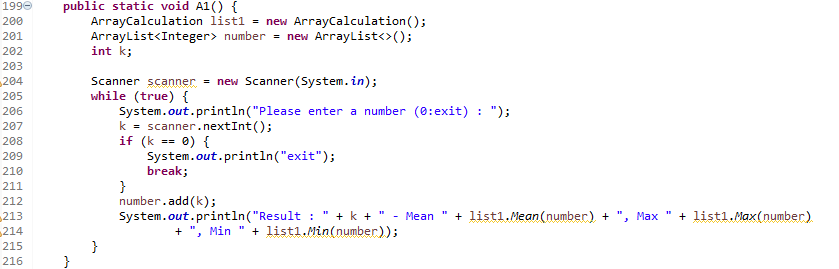 199 public static void A1() {
200 ArrayCalculation list1 = new ArrayCalculation();
201 ArrayList<Integer> number = new ArrayList<>();
202 int k;
203
204 Scanner scanner = new Scanner(System.in);
205 while (true) {
206 System.out.println("Please enter a number (0:exit) : ");
207 k = scanner.nextInt();
208 if (k == 0) {
209 System.out.println("exit");
210 break;
211 }
212 number.add(k);
213 System.out.println("Result : " + k + " - Mean " + list1.Mean(number) + ", Max " + list1.Max(number)
214 + ", Min " + list1.Min(number));
215 }
216 }